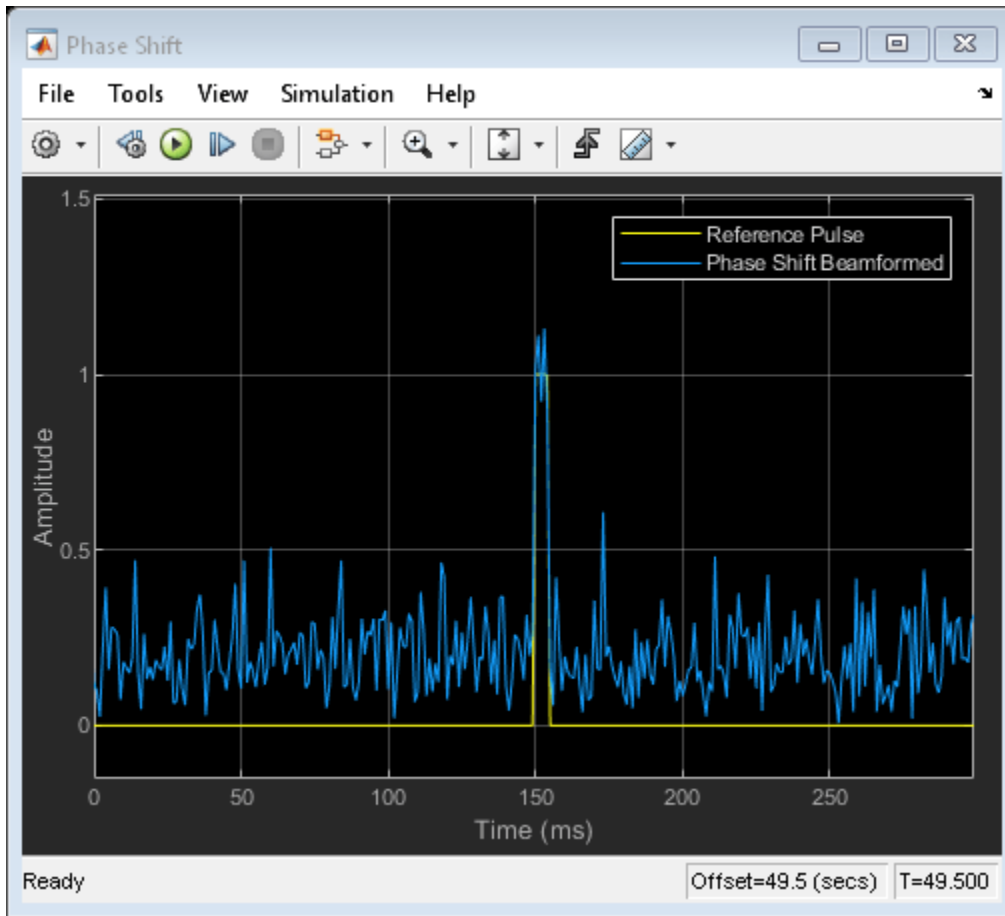 Phase Shift
File Tools View Simulation Help
1.5
Reference Pulse
Phase Shift Beamformed
1
Amplitude
0.5
0
0 50 100 150 200 250
Time (ms)
Ready Offset=49.5 (secs) T=49.500